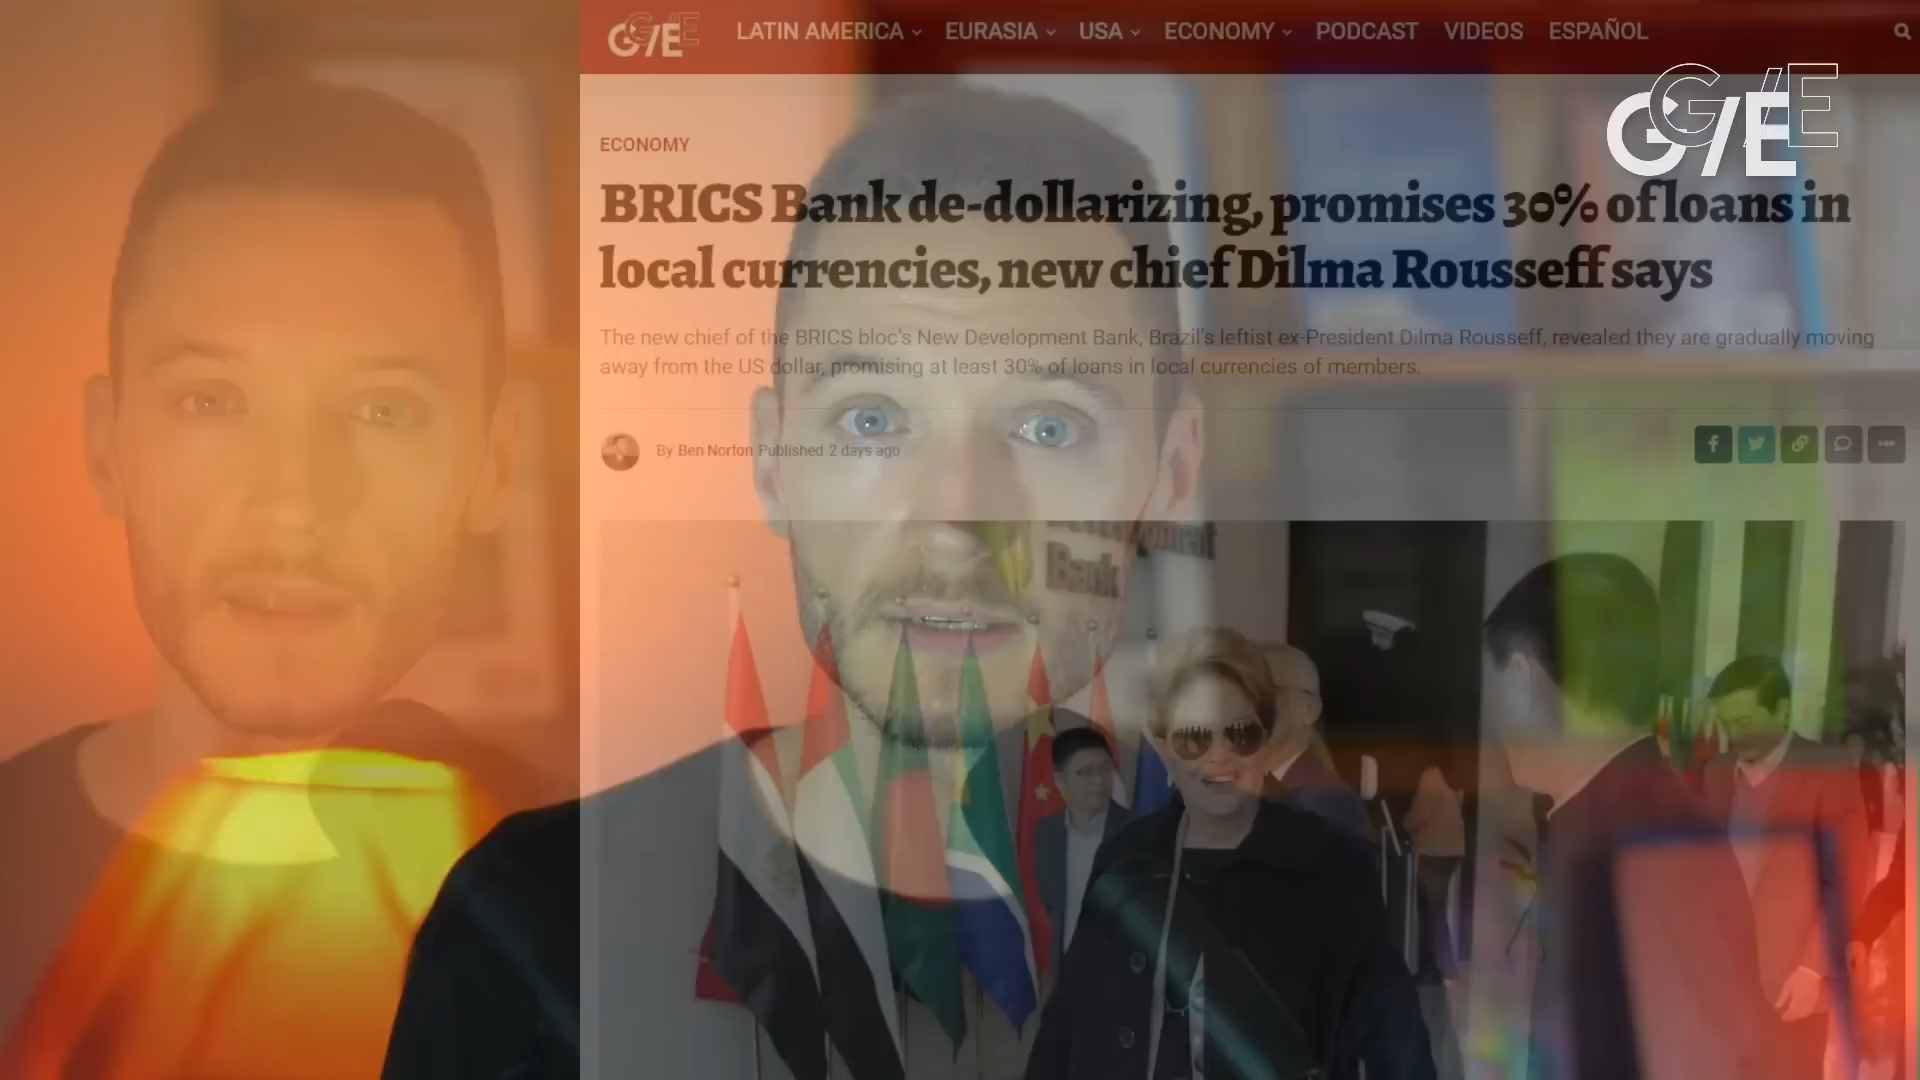 G/E LATIN AMERICA EURASIA USA ECONOMY PODCAST VIDEOS ESPAÑOL
G/E
ECONOMY
BRICS Bank de-dollarizing, promises 30% of loans in
local currencies, new chief Dilma Rousseff says
The new chief of the BRICS bloc's New Development Bank, Brazil's leftist ex-President Dilma Rousseff, revealed they are gradually moving
away from the US dollar, promising at least 30% of loans in local currencies of members.
By Ben Norton Published 2 days ago
Bank